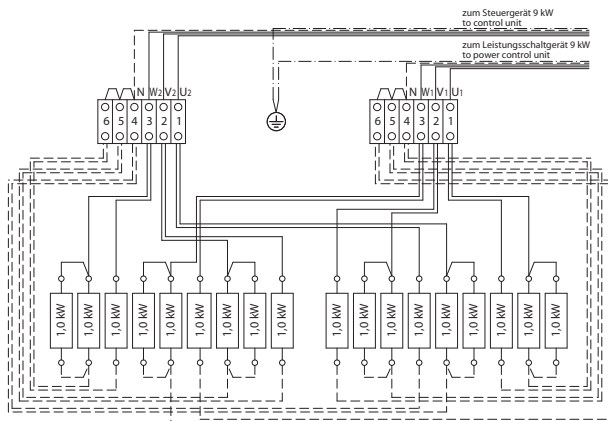 zum Steuergerät 9 kW
to control unit
zum Leistungsschaltgerät 9 kW
to power control unit
N W2 V2 U2
N W1 V1 U1
6 5 4 3 2 1
6 5 4 3 2 1
1,0 kW 1,0 kW 1,0 kW 1,0 kW 1,0 kW 1,0 kW 1,0 kW 1,0 kW 1,0 kW
1,0 kW 1,0 kW 1,0 kW 1,0 kW 1,0 kW 1,0 kW 1,0 kW 1,0 kW 1,0 kW